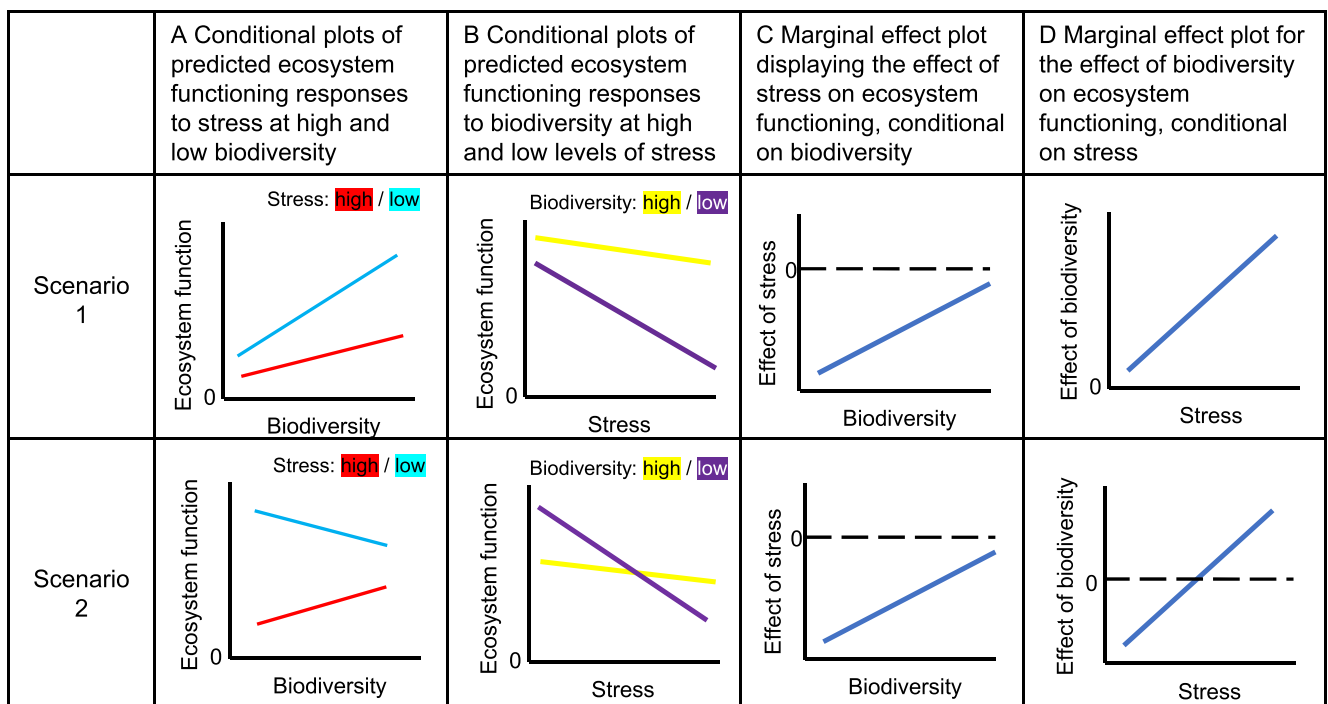 A Conditional plots of
predicted ecosystem
functioning responses
to stress at high and
low biodiversity
B Conditional plots of
predicted ecosystem
functioning responses
to biodiversity at high
and low levels of stress
C Marginal effect plot
displaying the effect of
stress on ecosystem
functioning, conditional
on biodiversity
D Marginal effect plot for
the effect of biodiversity
on ecosystem
functioning, conditional
on stress
Scenario
1
Stress: high / low
Ecosystem function
0
Biodiversity
Biodiversity: high / low
Ecosystem function
0
Stress
Effect of stress
0
Biodiversity
Effect of biodiversity
0
Stress
Scenario
2
Stress: high / low
Ecosystem function
0
Biodiversity
Biodiversity: high / low
Ecosystem function
0
Stress
Effect of stress
0
Biodiversity
Effect of biodiversity
0
Stress